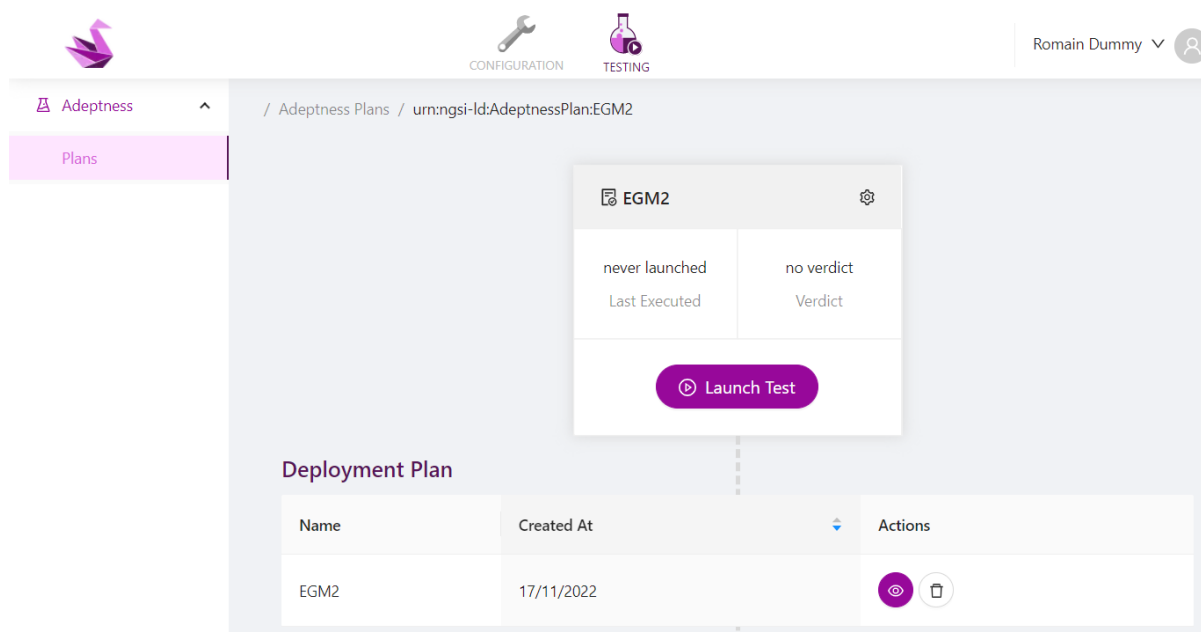 CONFIGURATION
TESTING
Romain Dummy
Adeptness
/ Adeptness Plans / urn:ngsi-ld:AdeptnessPlan:EGM2
Plans
EGM2
never launched
no verdict
Last Executed
Verdict
Launch Test
Deployment Plan
Name Created At Actions
EGM2 17/11/2022